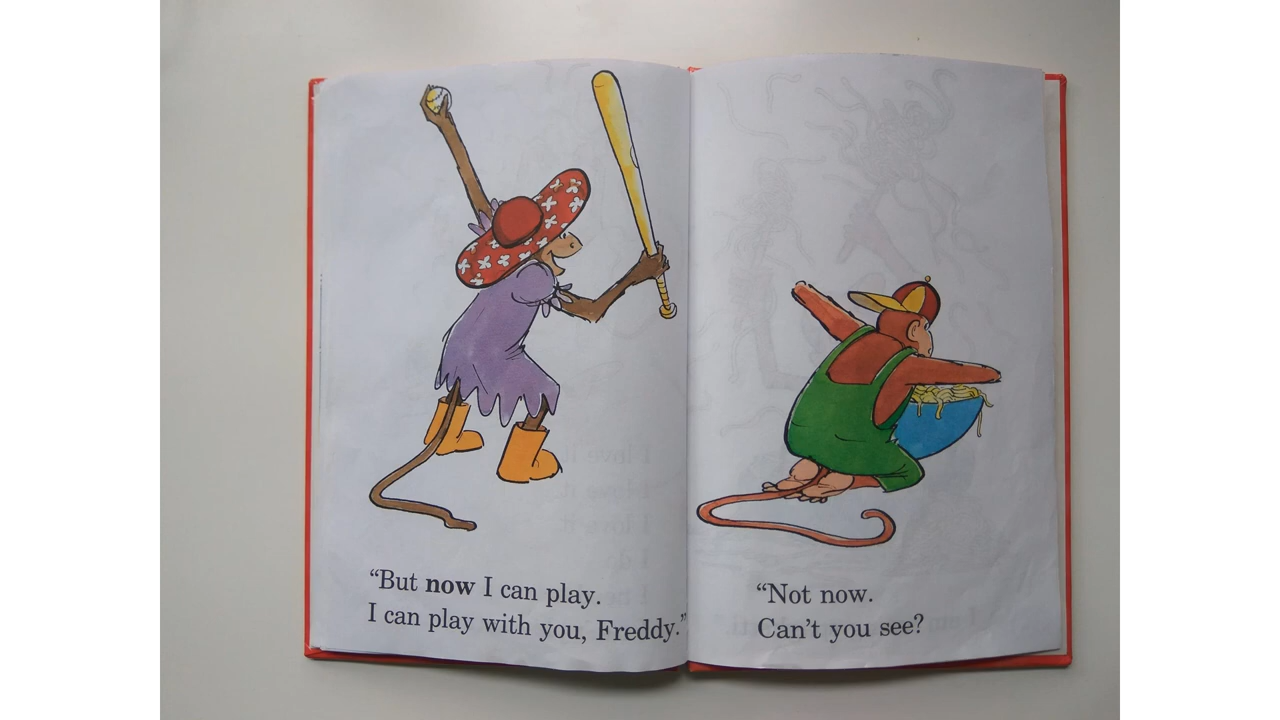 “But now I can play.
I can play with you, Freddy.”
“Not now.
Can’t you see?